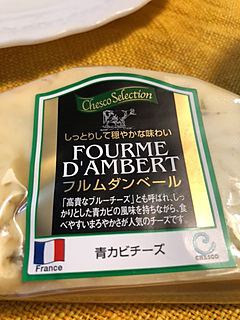 Chesco Selection
しっとりして穏やかな味わい
FOURME
D'AMBERT
フルムダンベール
「高貴なブルーチーズ」とも呼ばれ、しっ
かりとした青カビの風味を持ちながら、食
べやすいまろやかさが人気のチーズです。
France
青カビチーズ
CHESCO